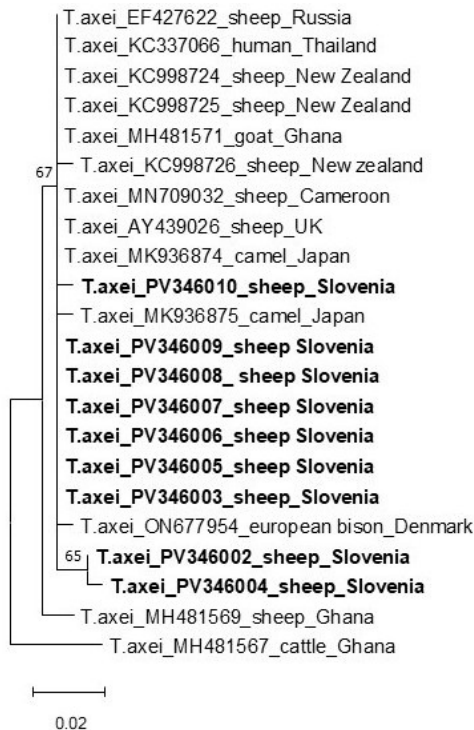 T.axei_EF427622_sheep_Russia
T.axei_KC337066_human_Thailand
T.axei_KC998724_sheep_New Zealand
T.axei_KC998725_sheep_New Zealand
T.axei_MH481571_goat_Ghana
67
T.axei_KC998726_sheep_New zealand
T.axei_MN709032_sheep_Cameroon
T.axei_AY439026_sheep_UK
T.axei_MK936874_camel_Japan
T.axei_PV346010_sheep_Slovenia
T.axei_MK936875_camel_Japan
T.axei_PV346009_sheep Slovenia
T.axei_PV346008_ sheep Slovenia
T.axei_PV346007_sheep Slovenia
T.axei_PV346006_sheep Slovenia
T.axei_PV346005_sheep Slovenia
T.axei_PV346003_sheep_Slovenia
T.axei_ON677954_european bison_Denmark
65
T.axei_PV346002_sheep_Slovenia
T.axei_PV346004_sheep_Slovenia
T.axei_MH481569_sheep_Ghana
T.axei_MH481567_cattle_Ghana
0.02